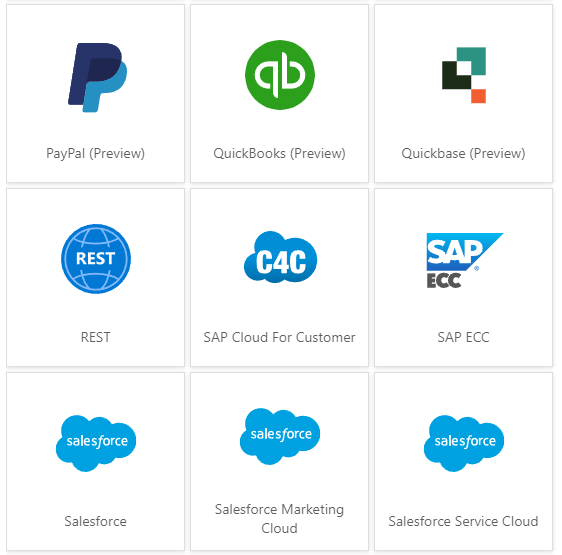 PayPal (Preview)
qb
QuickBooks (Preview)
Quickbase (Preview)
REST
REST
C4C
SAP Cloud For Customer
SAP
®
ECC
SAP ECC
salesforce
Salesforce
salesforce
Salesforce Marketing
Cloud
salesforce
Salesforce Service Cloud